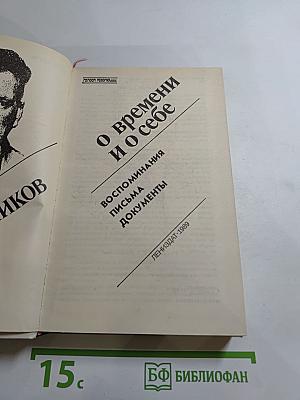 ИКОВ
о времени
и о себе
ВОСПОМИНАНИЯ
ПИСЬМА
ДОКУМЕНТЫ
ЛЕНИЗДАТ·1989
15с
БФ БИБЛИОФАН